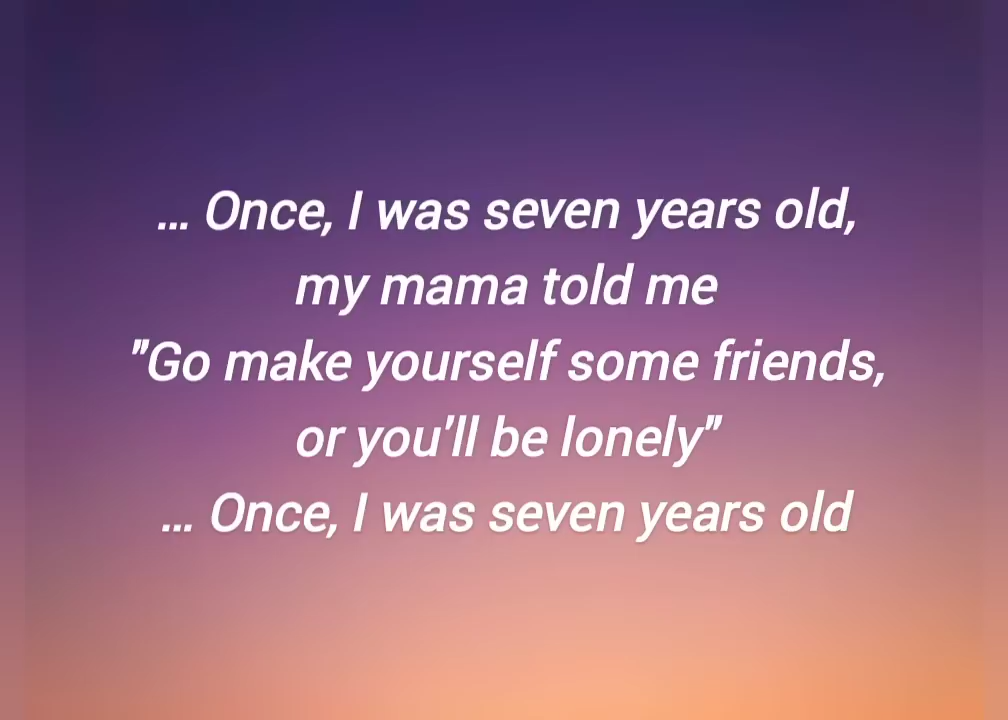 ... Once, I was seven years old,
my mama told me
"Go make yourself some friends,
or you'll be lonely"
... Once, I was seven years old